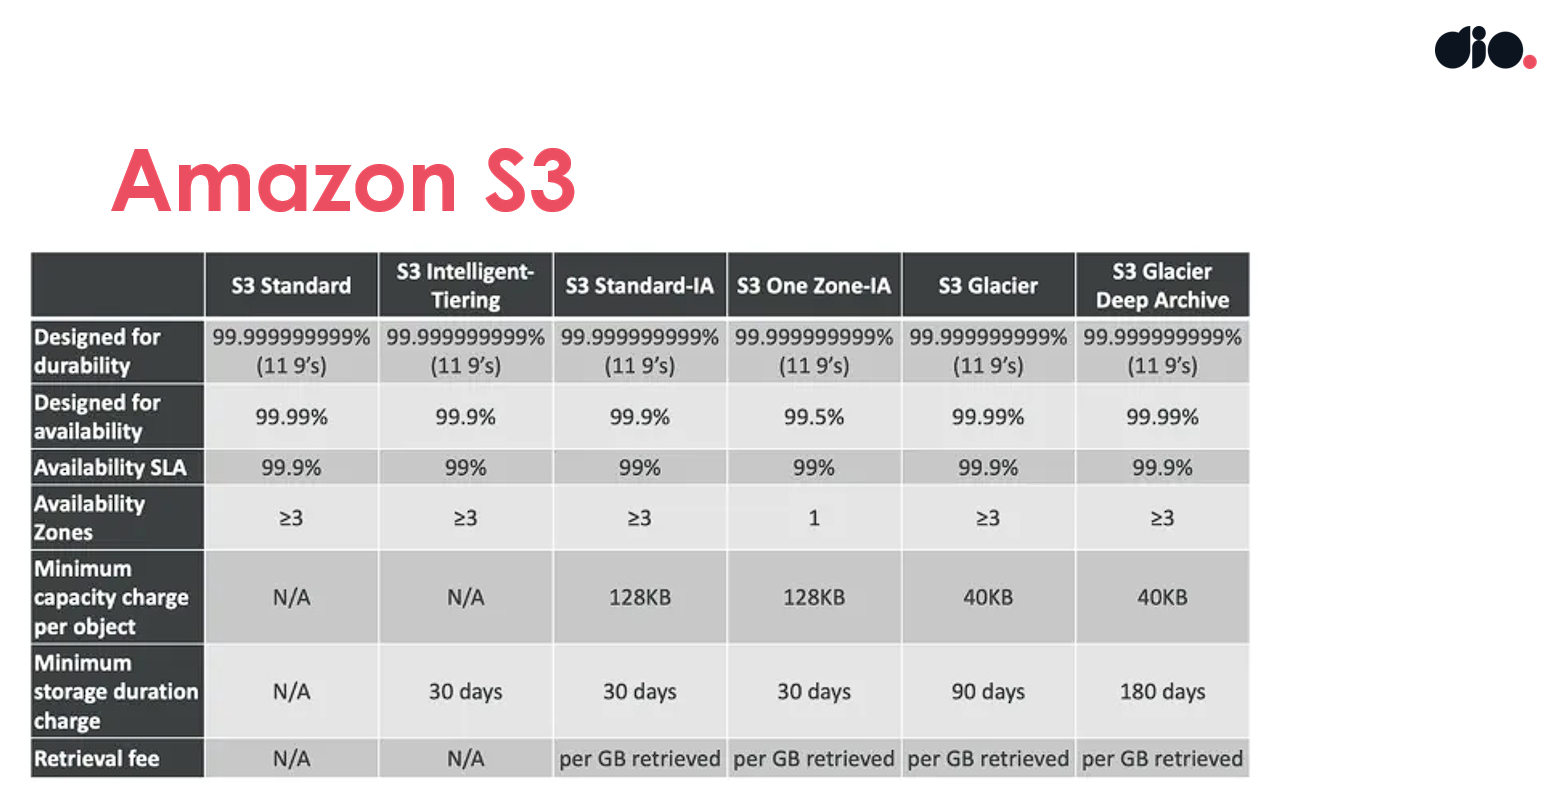 dio.
Amazon S3
S3 Standard
S3 Intelligent-
Tiering
S3 Standard-IA
S3 One Zone-IA
S3 Glacier
S3 Glacier
Deep Archive
Designed for
durability
99.999999999%
(11 9’s)
99.999999999%
(11 9’s)
99.999999999%
(11 9’s)
99.999999999%
(11 9’s)
99.999999999%
(11 9’s)
99.999999999%
(11 9’s)
Designed for
availability
99.99%
99.9%
99.9%
99.5%
99.99%
99.99%
Availability SLA
99.9%
99%
99%
99%
99.9%
99.9%
Availability
Zones
≥3
≥3
≥3
1
≥3
≥3
Minimum
capacity charge
per object
N/A
N/A
128KB
128KB
40KB
40KB
Minimum
storage duration
charge
N/A
30 days
30 days
30 days
90 days
180 days
Retrieval fee
N/A
N/A
per GB retrieved
per GB retrieved
per GB retrieved
per GB retrieved